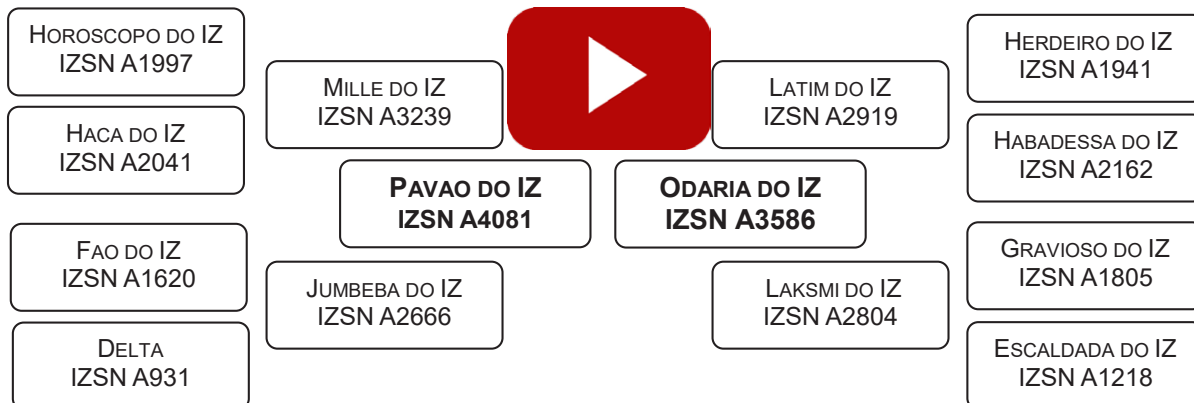 HOROSCOPO DO IZ
IZSN A1997
HACA DO IZ
IZSN A2041
FAO DO IZ
IZSN A1620
DELTA
IZSN A931
MILLE DO IZ
IZSN A3239
JUMBEBA DO IZ
IZSN A2666
PAVAO DO IZ
IZSN A4081
ODARIA DO IZ
IZSN A3586
LATIM DO IZ
IZSN A2919
LAKSMI DO IZ
IZSN A2804
HERDEIRO DO IZ
IZSN A1941
HABADESSA DO IZ
IZSN A2162
GRAVIOSO DO IZ
IZSN A1805
ESCALDADA DO IZ
IZSN A1218